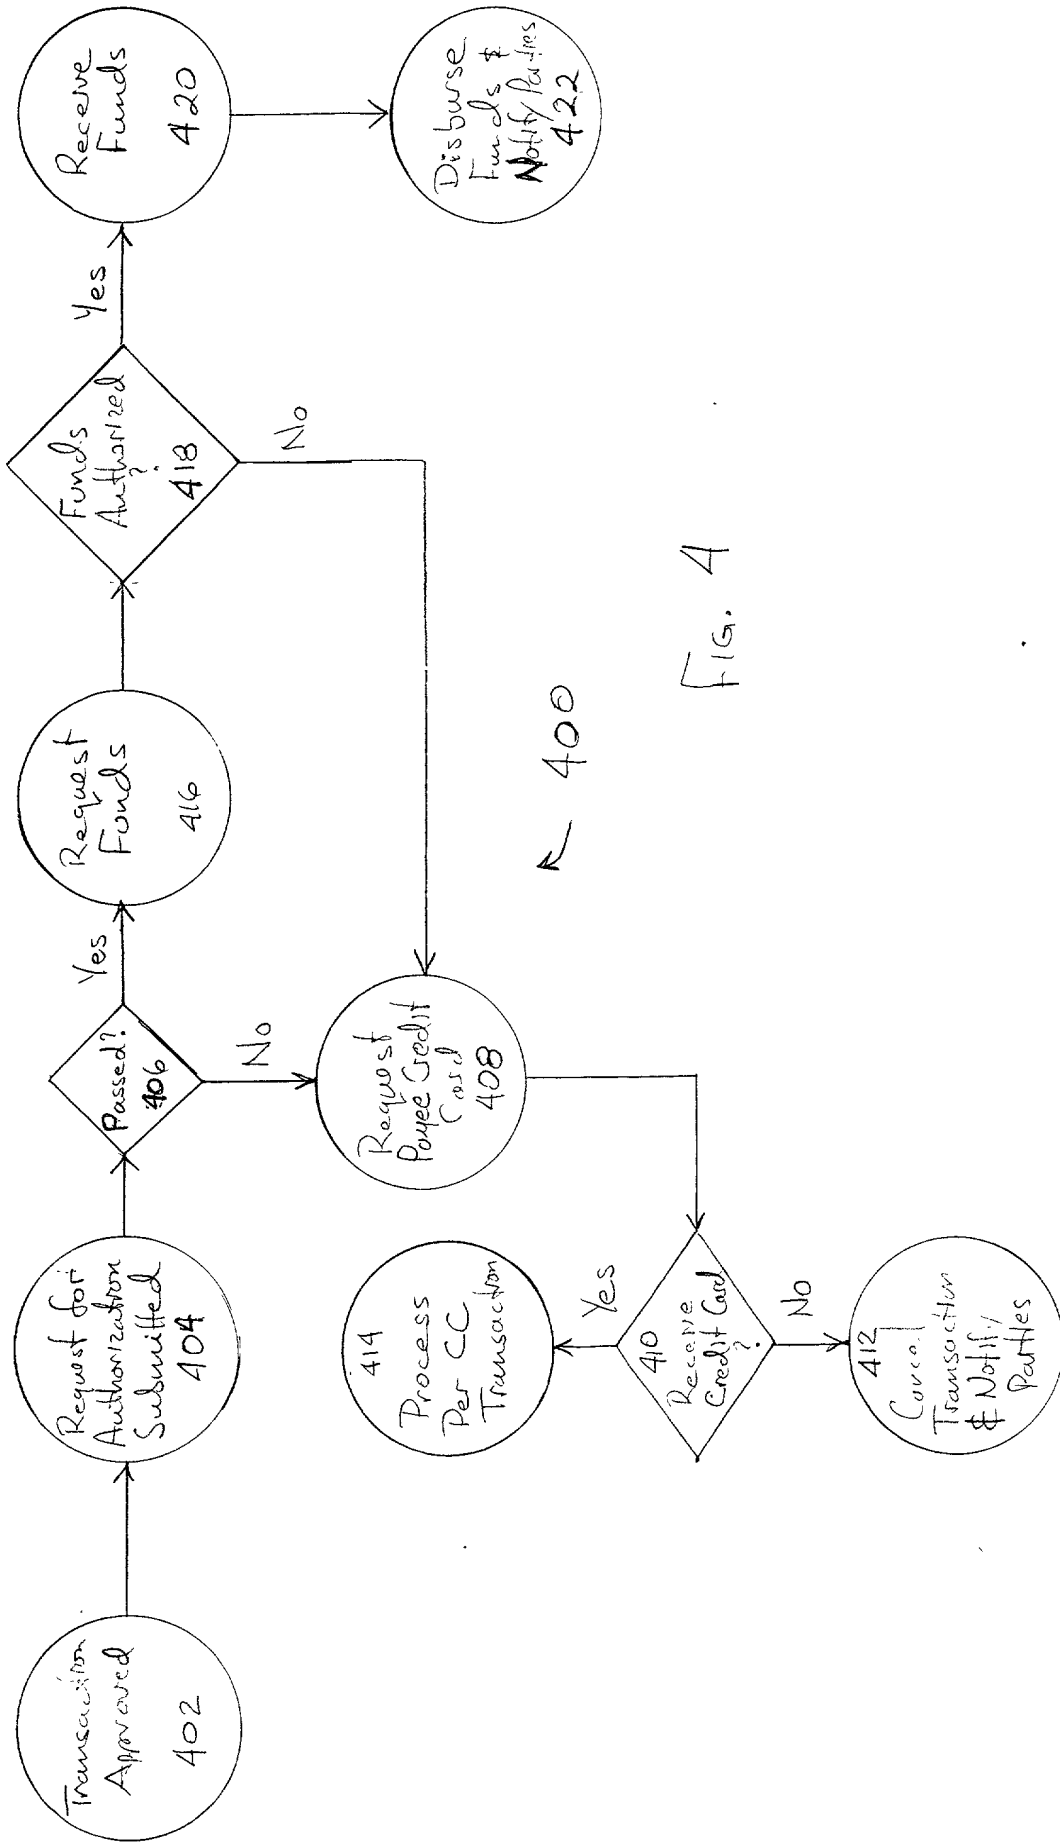 Transaction
Approved
402
Request for
Authorization
Submitted
404
Passed?
406
Yes
No
Request
Funds
416
Funds
Authorized
?
418
Yes
No
Receive
Funds
420
Disburse
Funds &
Notify Parties
422
Request
Payee Credit
Card
408
410
Receive
Credit Card
?
Yes
No
414
Process
Per CC
Transaction
412
Cancel
Transaction
& Notify
Parties
400
FIG. 4